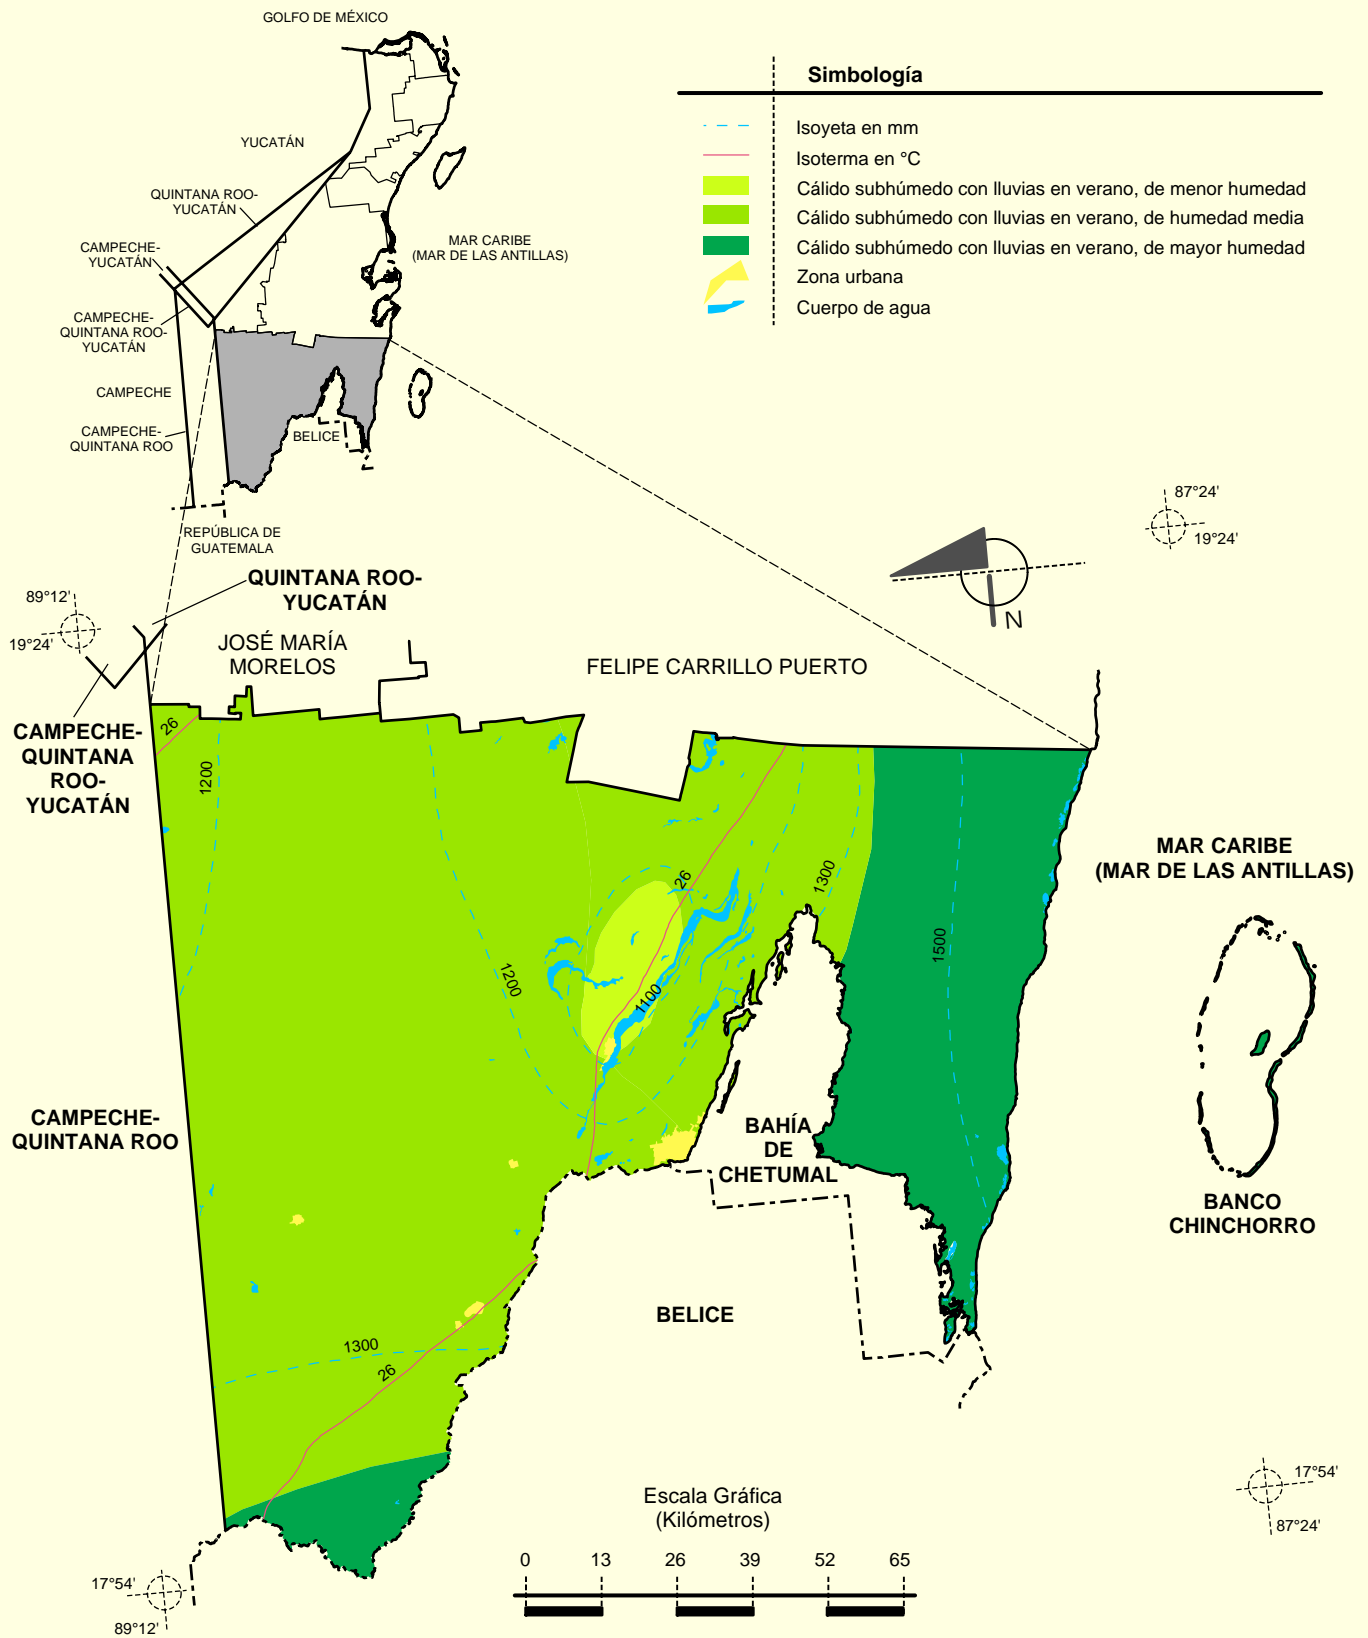 GOLFO DE MÉXICO
YUCATÁN
QUINTANA ROO-
YUCATÁN
CAMPECHE-
YUCATÁN
CAMPECHE-
QUINTANA ROO-
YUCATÁN
CAMPECHE
CAMPECHE-
QUINTANA ROO
MAR CARIBE
(MAR DE LAS ANTILLAS)
BELICE
REPÚBLICA DE
GUATEMALA
Simbología
Isoyeta en mm
Isoterma en °C
Cálido subhúmedo con lluvias en verano, de menor humedad
Cálido subhúmedo con lluvias en verano, de humedad media
Cálido subhúmedo con lluvias en verano, de mayor humedad
Zona urbana
Cuerpo de agua
87°24'
19°24'
N
89°12'
19°24'
QUINTANA ROO-
YUCATÁN
JOSÉ MARÍA
MORELOS
FELIPE CARRILLO PUERTO
CAMPECHE-
QUINTANA
ROO-
YUCATÁN
26
1200
26
1300
1200
1100
1500
MAR CARIBE
(MAR DE LAS ANTILLAS)
CAMPECHE-
QUINTANA ROO
BAHÍA
DE
CHETUMAL
BANCO
CHINCHORRO
BELICE
1300
26
Escala Gráfica
(Kilómetros)
0 13 26 39 52 65
17°54'
87°24'
17°54'
89°12'